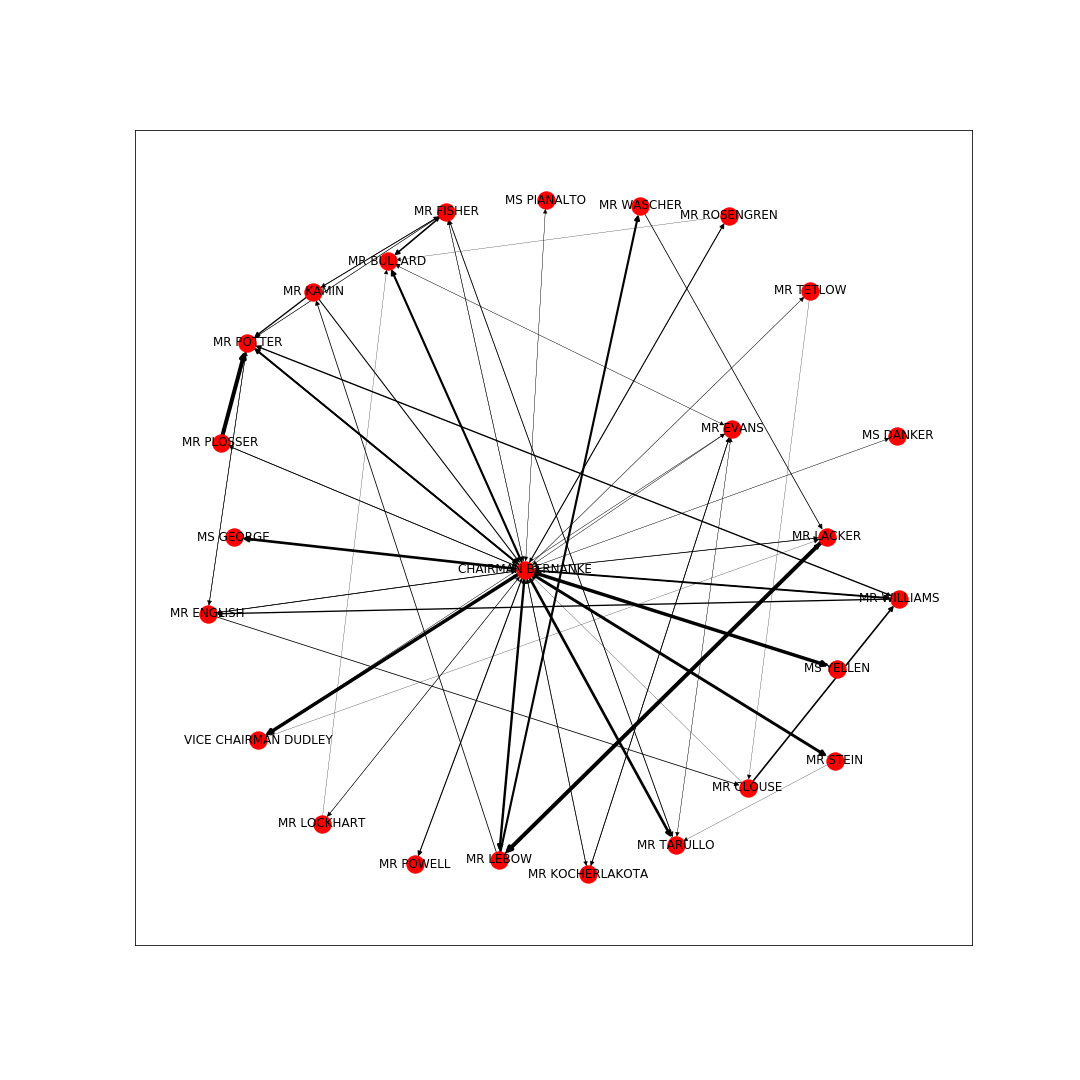 MS PIANALTO
MR WASCHER
MR FISHER
MR ROSENGREN
MR BULLARD
MR KAMIN
MR TETLOW
MR POTTER
MR EVANS
MS DANKER
MR PLOSSER
MS GEORGE
MR LACKER
CHAIRMAN BERNANKE
MR WILLIAMS
MR ENGLISH
MS YELLEN
VICE CHAIRMAN DUDLEY
MR STEIN
MR CLOUSE
MR LOCKHART
MR TARULLO
MR LEBOW
MR POWELL
MR KOCHERLAKOTA